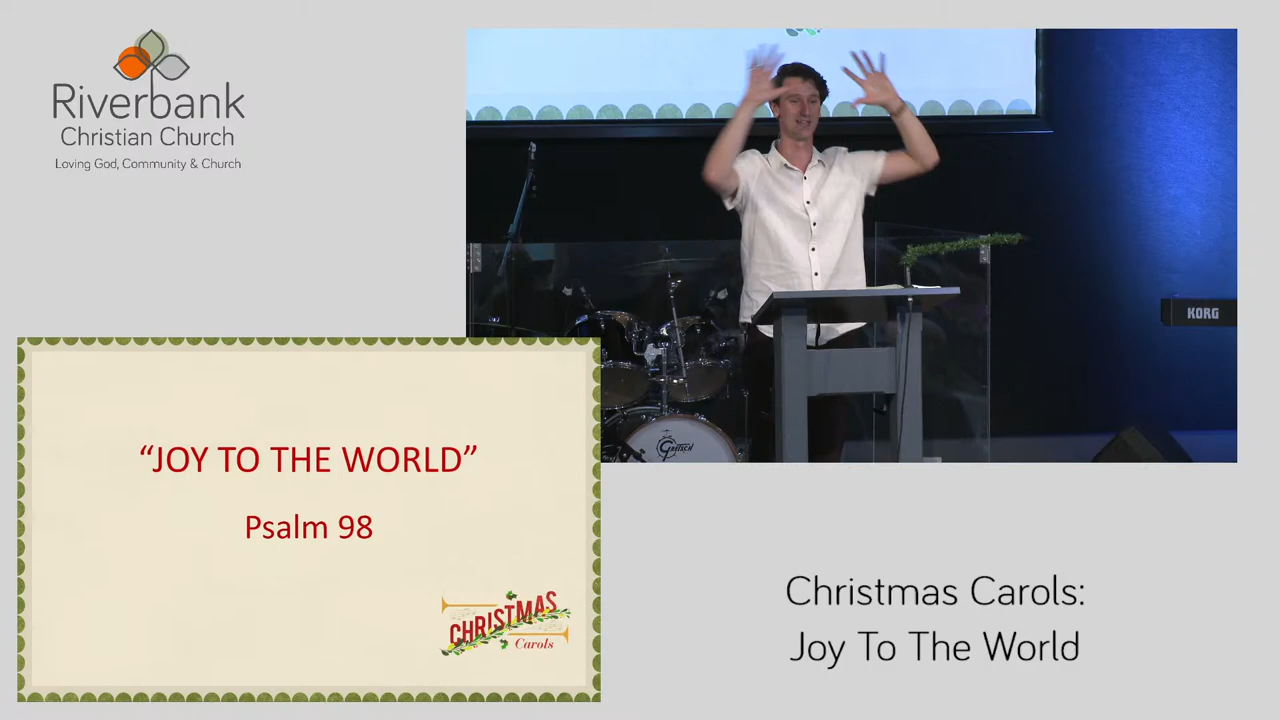 Riverbank
Christian Church
Loving God, Community & Church
KORG
GRETSCH
“JOY TO THE WORLD”
Psalm 98
CHRISTMAS
Carols
Christmas Carols:
Joy To The World